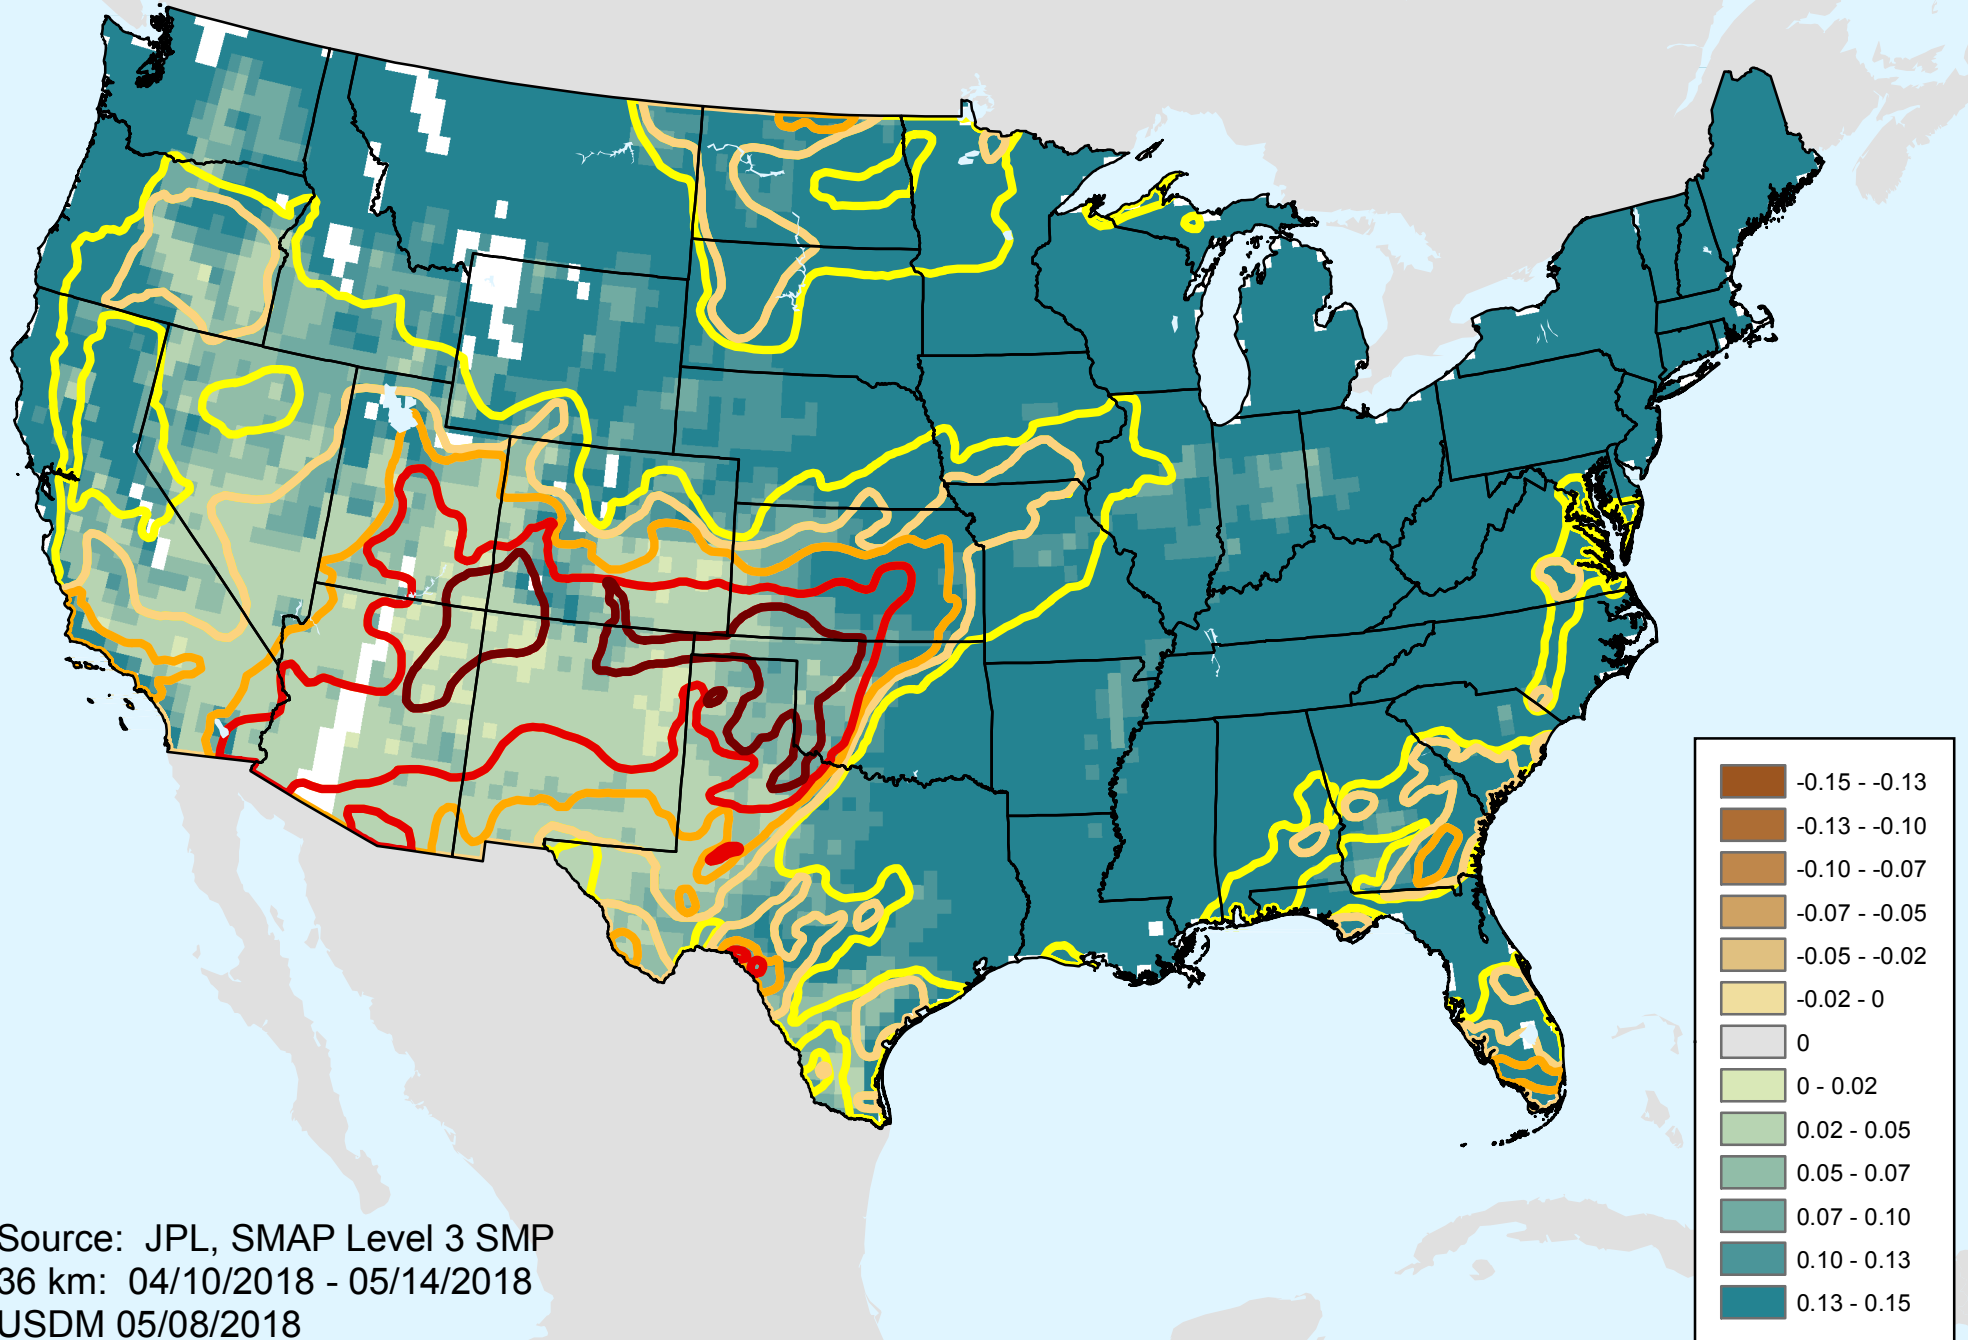 -0.15 - -0.13
-0.13 - -0.10
-0.10 - -0.07
-0.07 - -0.05
-0.05 - -0.02
-0.02 - 0
0
0 - 0.02
0.02 - 0.05
0.05 - 0.07
0.07 - 0.10
0.10 - 0.13
0.13 - 0.15
Source:  JPL, SMAP Level 3 SMP
36 km:  04/10/2018 - 05/14/2018
USDM 05/08/2018